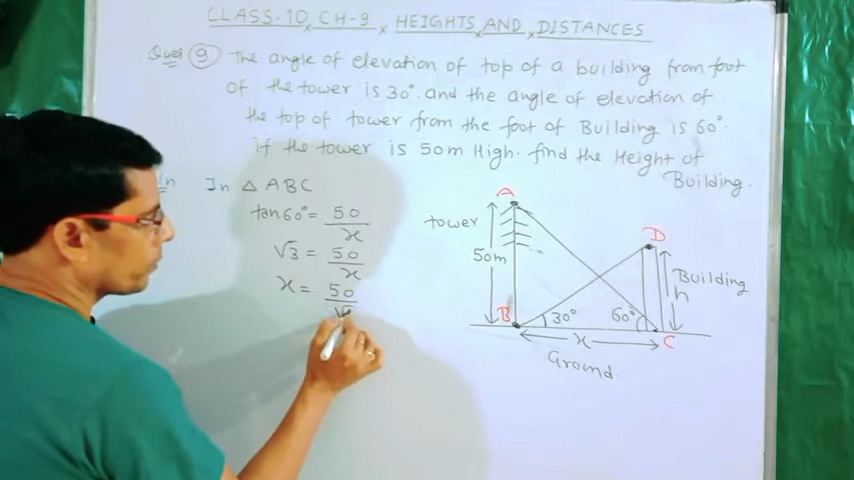 CLASS-10 CH-9 HEIGHTS AND DISTANCES
Ques 9 The angle of elevation of top of a building from foot
of the tower is 30°. and the angle of elevation of
the top of tower from the foot of Building is 60°.
if the tower is 50m High. find the Height of
Building.
In △ ABC
tan60° = 50/x
√3 = 50/x
x = 50/√
A
tower
50m
B
30°
60°
x
C
D
Building
h
Ground